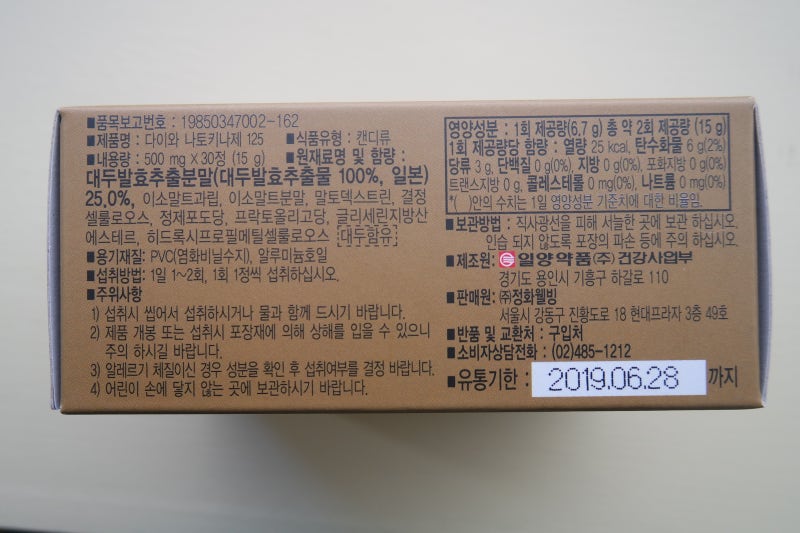 ■품목보고번호 : 19850347002-162
■제품명 : 다이와 나토키나제 125 ■식품유형 : 캔디류
■내용량 : 500 mg × 30정 (15 g) ■원재료명 및 함량 :
대두발효추출분말(대두발효추출물 100%, 일본)
25.0%, 이소말트과립, 이소말트분말, 말토덱스트린, 결정
셀룰로오스, 정제포도당, 프락토올리고당, 글리세린지방산
에스테르, 히드록시프로필메틸셀룰로오스 대두함유
■용기재질: PVC(염화비닐수지), 알루미늄호일
■섭취방법: 1일 1~2회, 1회 1정씩 섭취하십시오.
■주의사항
1) 섭취시 씹어서 섭취하시거나 물과 함께 드시기 바랍니다.
2) 제품 개봉 또는 섭취시 포장재에 의해 상해를 입을 수 있으니
주의 하시길 바랍니다.
3) 알레르기 체질이신 경우 성분을 확인 후 섭취여부를 결정 바랍니다.
4) 어린이 손에 닿지 않는 곳에 보관하시기 바랍니다.
영양성분 : 1회 제공량(6.7 g) 총 약 2회 제공량 (15 g)
1회 제공량당 함량 : 열량 25 kcal, 탄수화물 6 g(2%)
당류 3 g, 단백질 0 g(0%), 지방 0 g(0%), 포화지방 0 g(0%)
트랜스지방 0 g, 콜레스테롤 0 mg(0%), 나트륨 0 mg(0%)
*( )안의 수치는 1일 영양성분 기준치에 대한 비율임.
■보관방법 : 직사광선을 피해 서늘한 곳에 보관 하십시오.
인습 되지 않도록 포장의 파손 등에 주의 하십시오.
■제조원: 일양약품(주) 건강사업부
경기도 용인시 기흥구 하갈로 110
■판매원: ㈜정화웰빙
서울시 강동구 진황도로 18 현대프라자 3층 49호
■반품 및 교환처 : 구입처
■소비자상담전화 : (02)485-1212
■유통기한 : 2019.06.28 까지